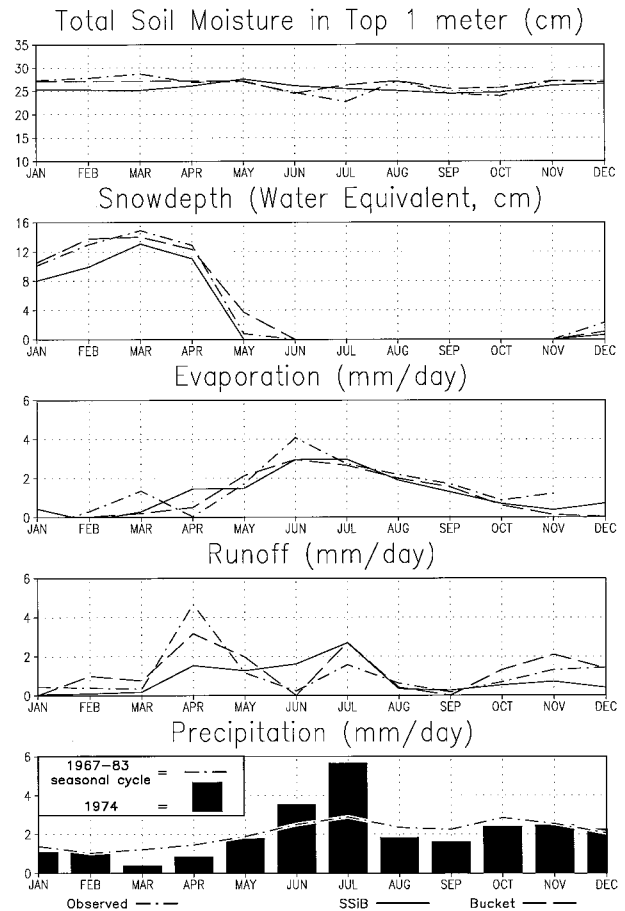 Total Soil Moisture in Top 1 meter (cm)
35
30
25
20
15
10
JAN FEB MAR APR MAY JUN JUL AUG SEP OCT NOV DEC
Snowdepth (Water Equivalent, cm)
16
12
8
4
0
JAN FEB MAR APR MAY JUN JUL AUG SEP OCT NOV DEC
Evaporation (mm/day)
6
4
2
0
JAN FEB MAR APR MAY JUN JUL AUG SEP OCT NOV DEC
Runoff (mm/day)
6
4
2
0
JAN FEB MAR APR MAY JUN JUL AUG SEP OCT NOV DEC
Precipitation (mm/day)
6
4
2
0
1967-83
seasonal cycle =
1974 =
JAN FEB MAR APR MAY JUN JUL AUG SEP OCT NOV DEC
Observed SSiB Bucket